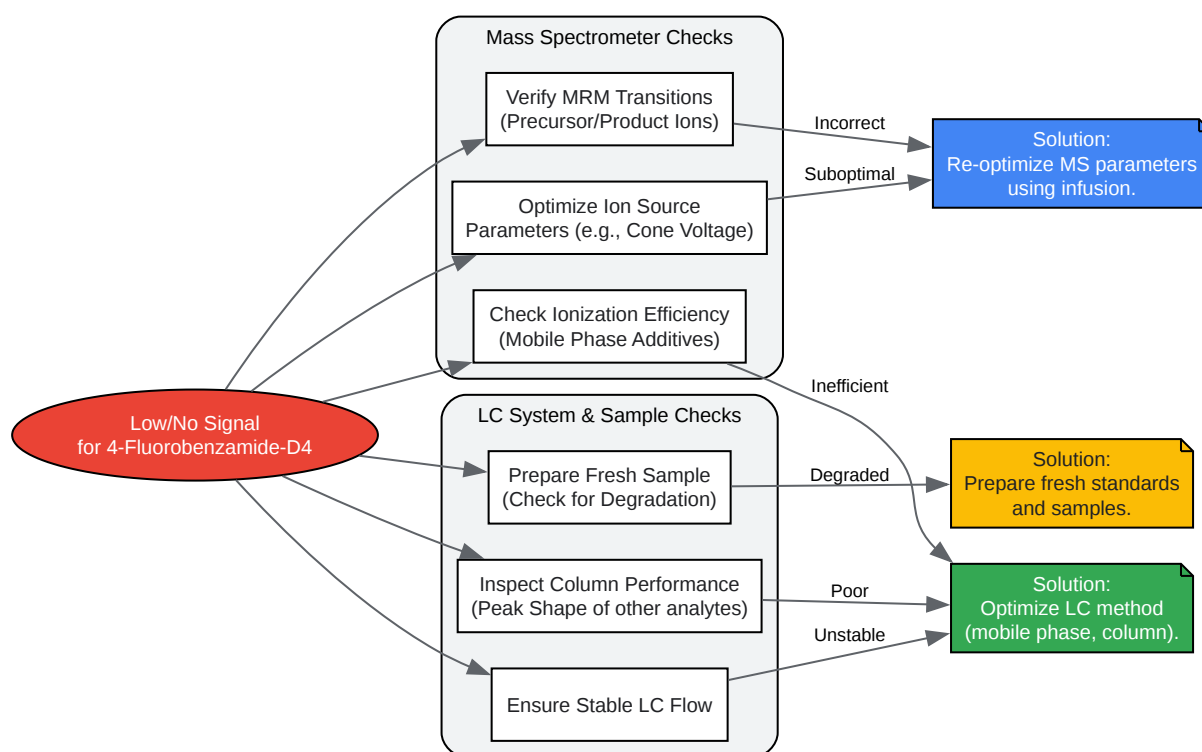 Mass Spectrometer Checks
Verify MRM Transitions
(Precursor/Product Ions)
Incorrect
Solution:
Re-optimize MS parameters
using infusion.
Suboptimal
Optimize Ion Source
Parameters (e.g., Cone Voltage)
Check Ionization Efficiency
(Mobile Phase Additives)
Inefficient
Low/No Signal
for 4-Fluorobenzamide-D4
LC System & Sample Checks
Prepare Fresh Sample
(Check for Degradation)
Degraded
Solution:
Prepare fresh standards
and samples.
Inspect Column Performance
(Peak Shape of other analytes)
Poor
Solution:
Optimize LC method
(mobile phase, column).
Unstable
Ensure Stable LC Flow